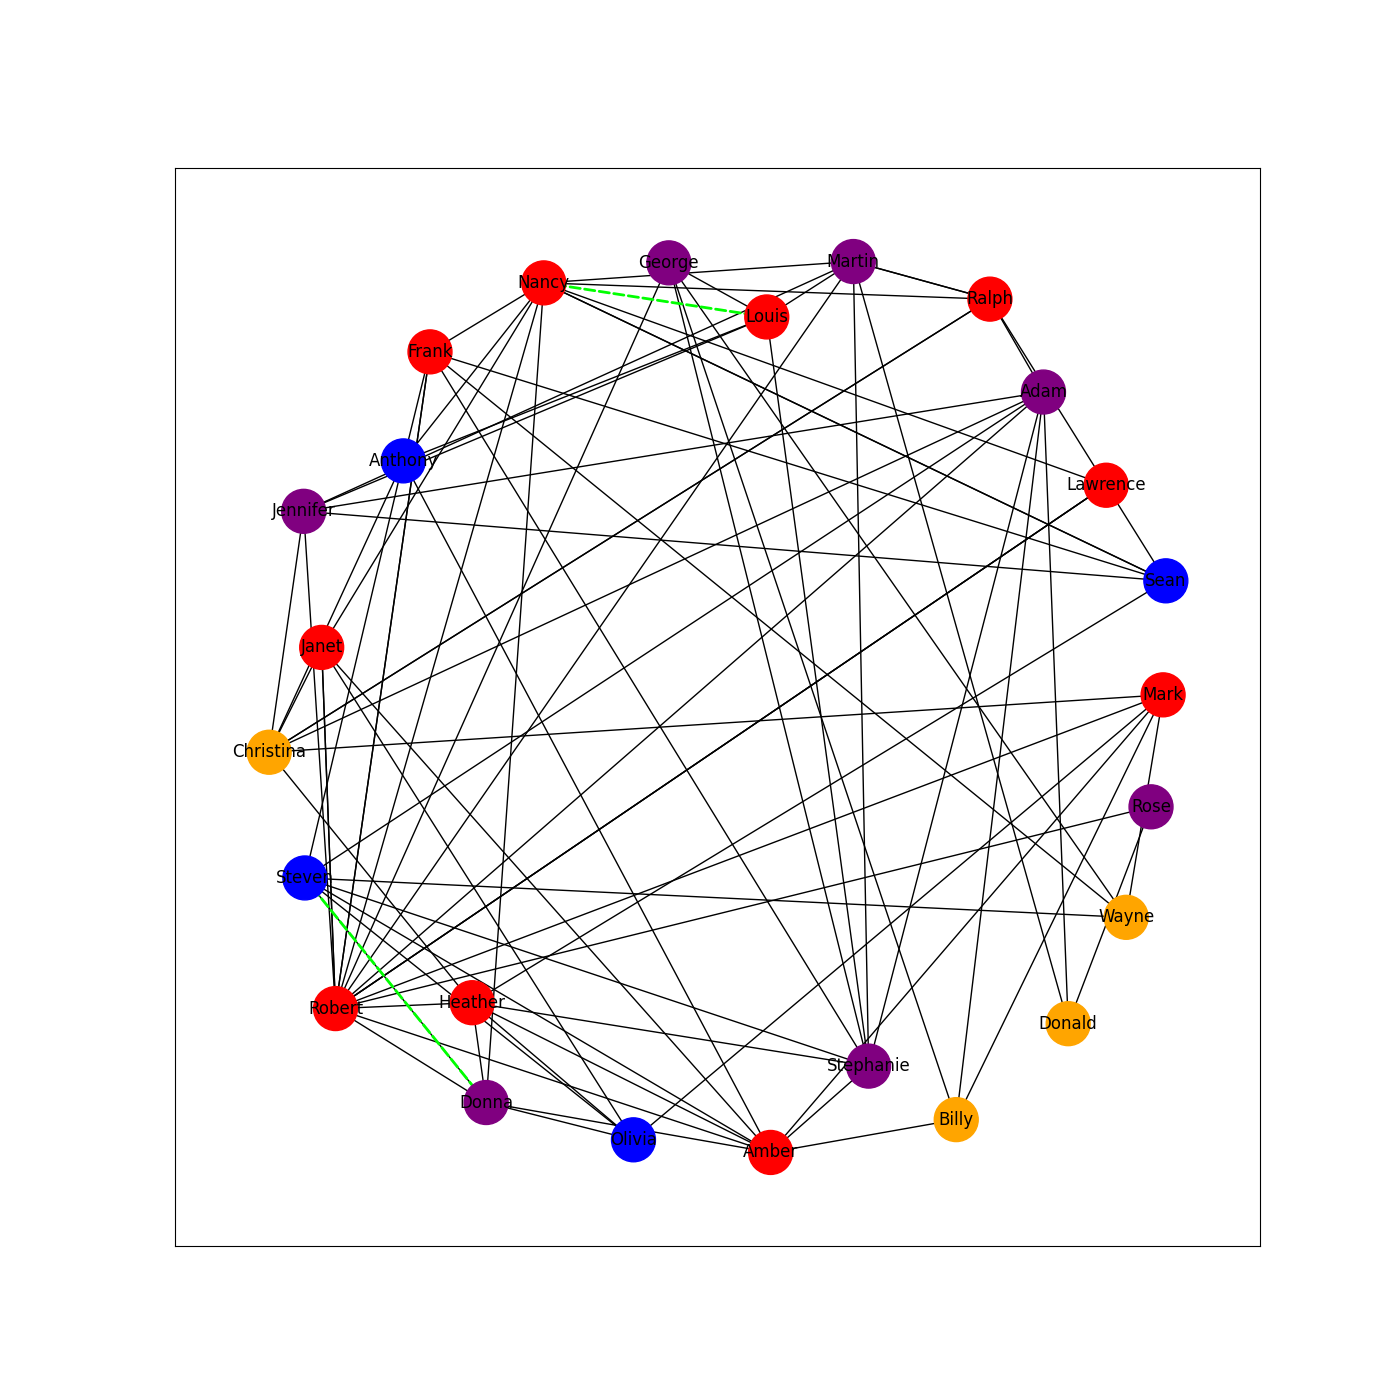 George
Martin
Nancy
Ralph
Louis
Frank
Adam
Anthony
Lawrence
Jennifer
Sean
Janet
Mark
Christina
Rose
Steven
Wayne
Heather
Robert
Donald
Stephanie
Donna
Billy
Olivia
Amber